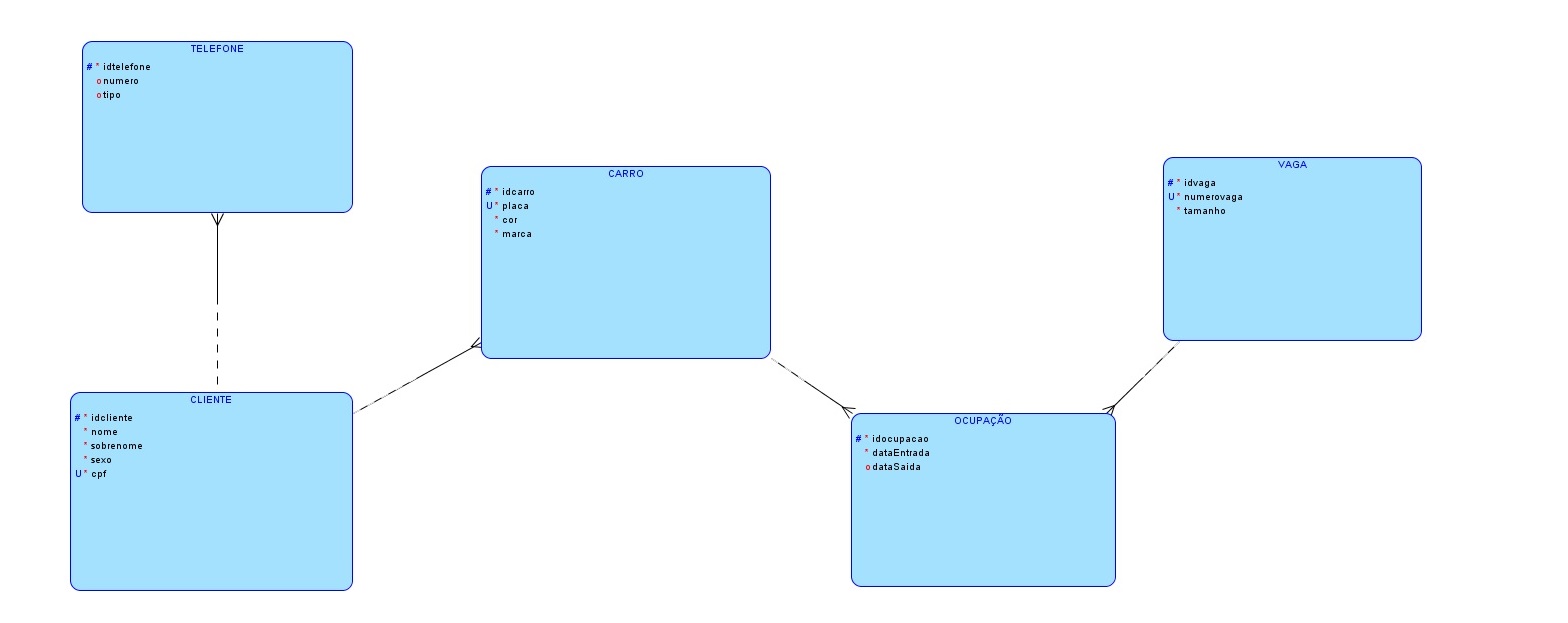 TELEFONE
# * idtelefone
o numero
o tipo
CLIENTE
# * idcliente
* nome
* sobrenome
* sexo
U * cpf
CARRO
# * idcarro
U * placa
* cor
* marca
OCUPAÇÃO
# * idocupacao
* dataEntrada
o dataSaida
VAGA
# * idvaga
U * numerovaga
* tamanho